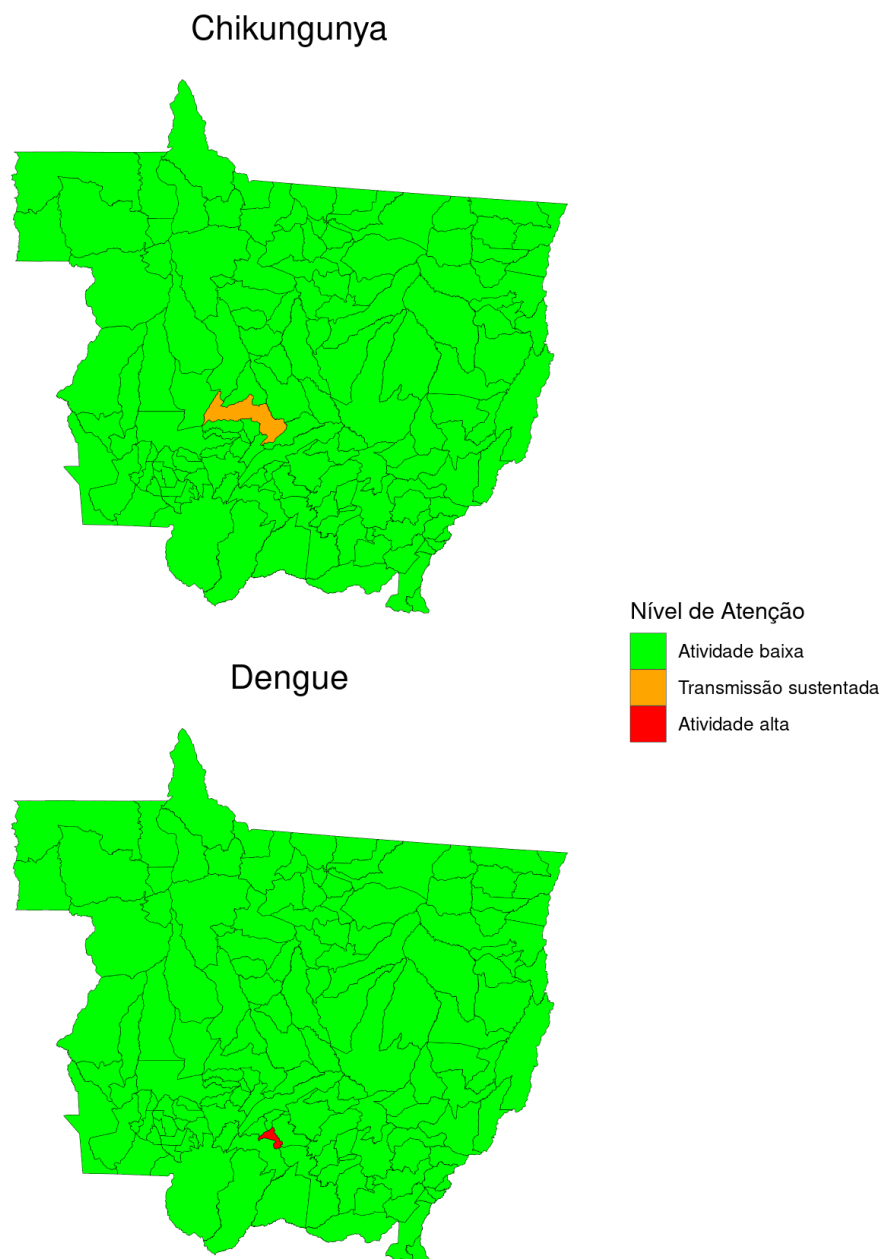 Chikungunya
Nível de Atenção
Atividade baixa
Transmissão sustentada
Atividade alta
Dengue